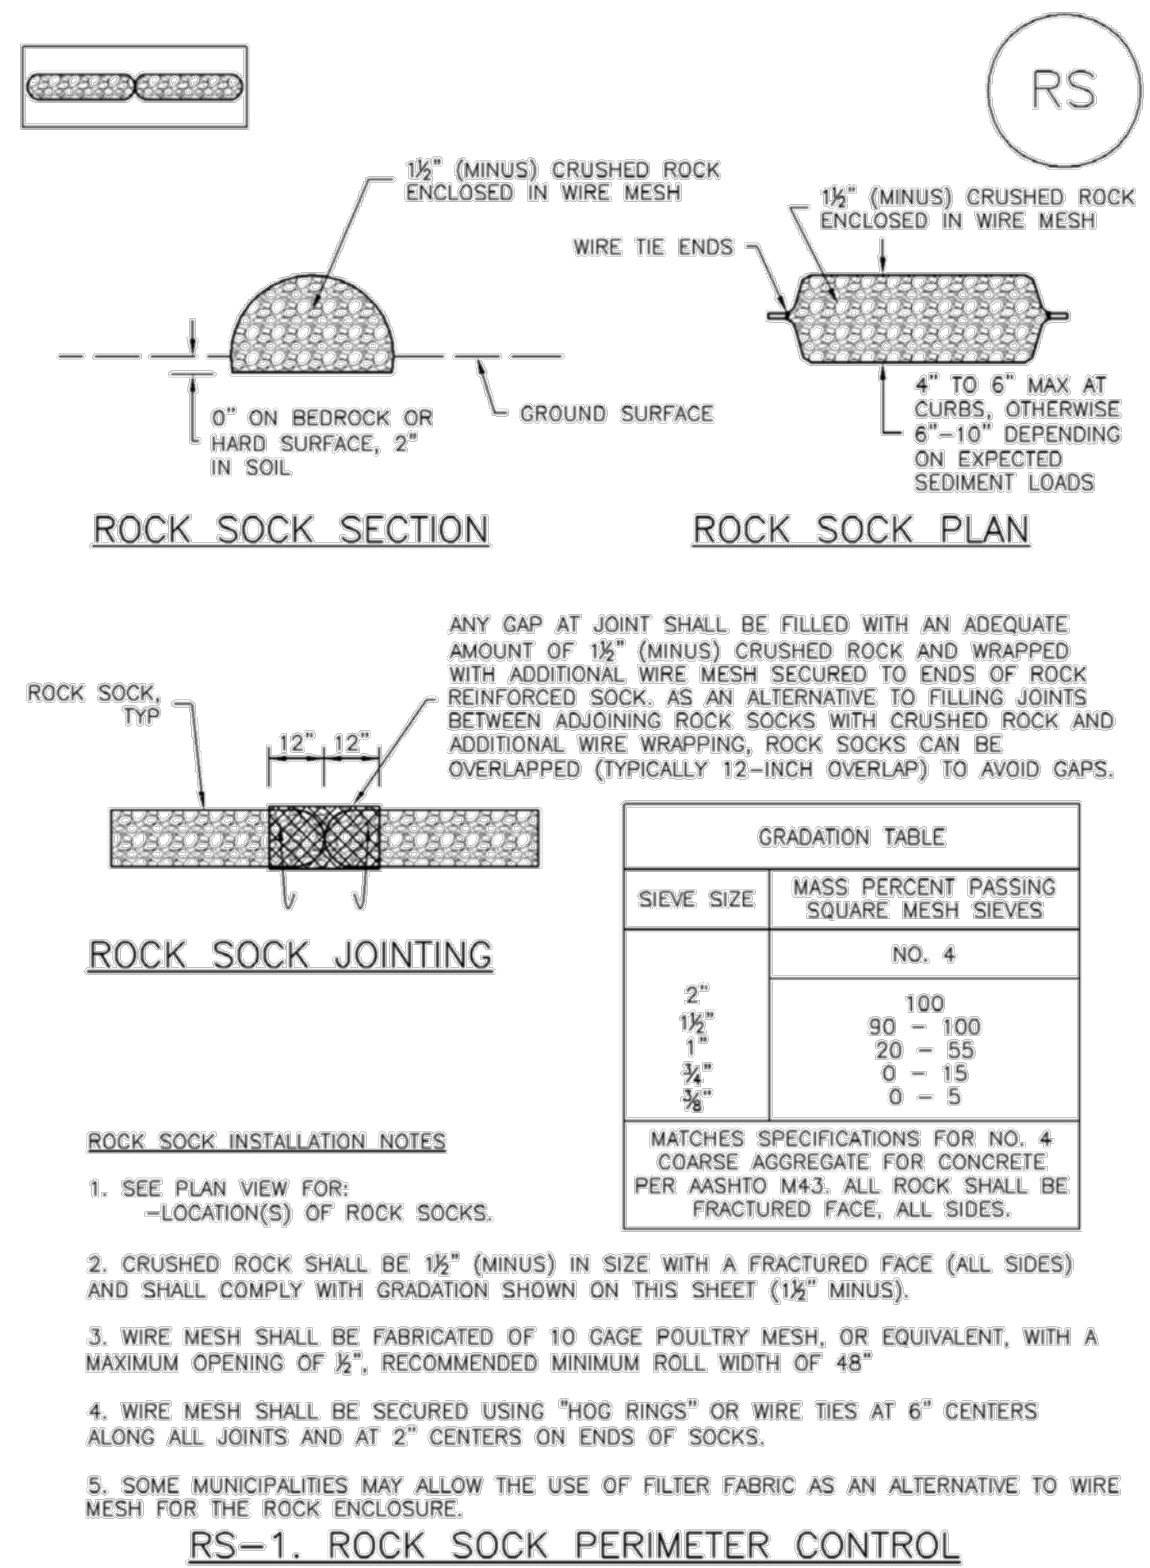 RS
1½" (MINUS) CRUSHED ROCK
ENCLOSED IN WIRE MESH
1½" (MINUS) CRUSHED ROCK
ENCLOSED IN WIRE MESH
WIRE TIE ENDS
0" ON BEDROCK OR
HARD SURFACE, 2"
IN SOIL
GROUND SURFACE
4" TO 6" MAX AT
CURBS, OTHERWISE
6"-10" DEPENDING
ON EXPECTED
SEDIMENT LOADS
ROCK SOCK SECTION
ROCK SOCK PLAN
ANY GAP AT JOINT SHALL BE FILLED WITH AN ADEQUATE
AMOUNT OF 1½" (MINUS) CRUSHED ROCK AND WRAPPED
WITH ADDITIONAL WIRE MESH SECURED TO ENDS OF ROCK
REINFORCED SOCK. AS AN ALTERNATIVE TO FILLING JOINTS
BETWEEN ADJOINING ROCK SOCKS WITH CRUSHED ROCK AND
ADDITIONAL WIRE WRAPPING, ROCK SOCKS CAN BE
OVERLAPPED (TYPICALLY 12-INCH OVERLAP) TO AVOID GAPS.
ROCK SOCK,
TYP
12" 12"
ROCK SOCK JOINTING
GRADATION TABLE
SIEVE SIZE
MASS PERCENT PASSING
SQUARE MESH SIEVES
NO. 4
2" 100
1½" 90 - 100
1" 20 - 55
¾" 0 - 15
⅜" 0 - 5
MATCHES SPECIFICATIONS FOR NO. 4
COARSE AGGREGATE FOR CONCRETE
PER AASHTO M43. ALL ROCK SHALL BE
FRACTURED FACE, ALL SIDES.
ROCK SOCK INSTALLATION NOTES
1. SEE PLAN VIEW FOR:
-LOCATION(S) OF ROCK SOCKS.
2. CRUSHED ROCK SHALL BE 1½" (MINUS) IN SIZE WITH A FRACTURED FACE (ALL SIDES)
AND SHALL COMPLY WITH GRADATION SHOWN ON THIS SHEET (1½" MINUS).
3. WIRE MESH SHALL BE FABRICATED OF 10 GAGE POULTRY MESH, OR EQUIVALENT, WITH A
MAXIMUM OPENING OF ½", RECOMMENDED MINIMUM ROLL WIDTH OF 48"
4. WIRE MESH SHALL BE SECURED USING "HOG RINGS" OR WIRE TIES AT 6" CENTERS
ALONG ALL JOINTS AND AT 2" CENTERS ON ENDS OF SOCKS.
5. SOME MUNICIPALITIES MAY ALLOW THE USE OF FILTER FABRIC AS AN ALTERNATIVE TO WIRE
MESH FOR THE ROCK ENCLOSURE.
RS-1. ROCK SOCK PERIMETER CONTROL